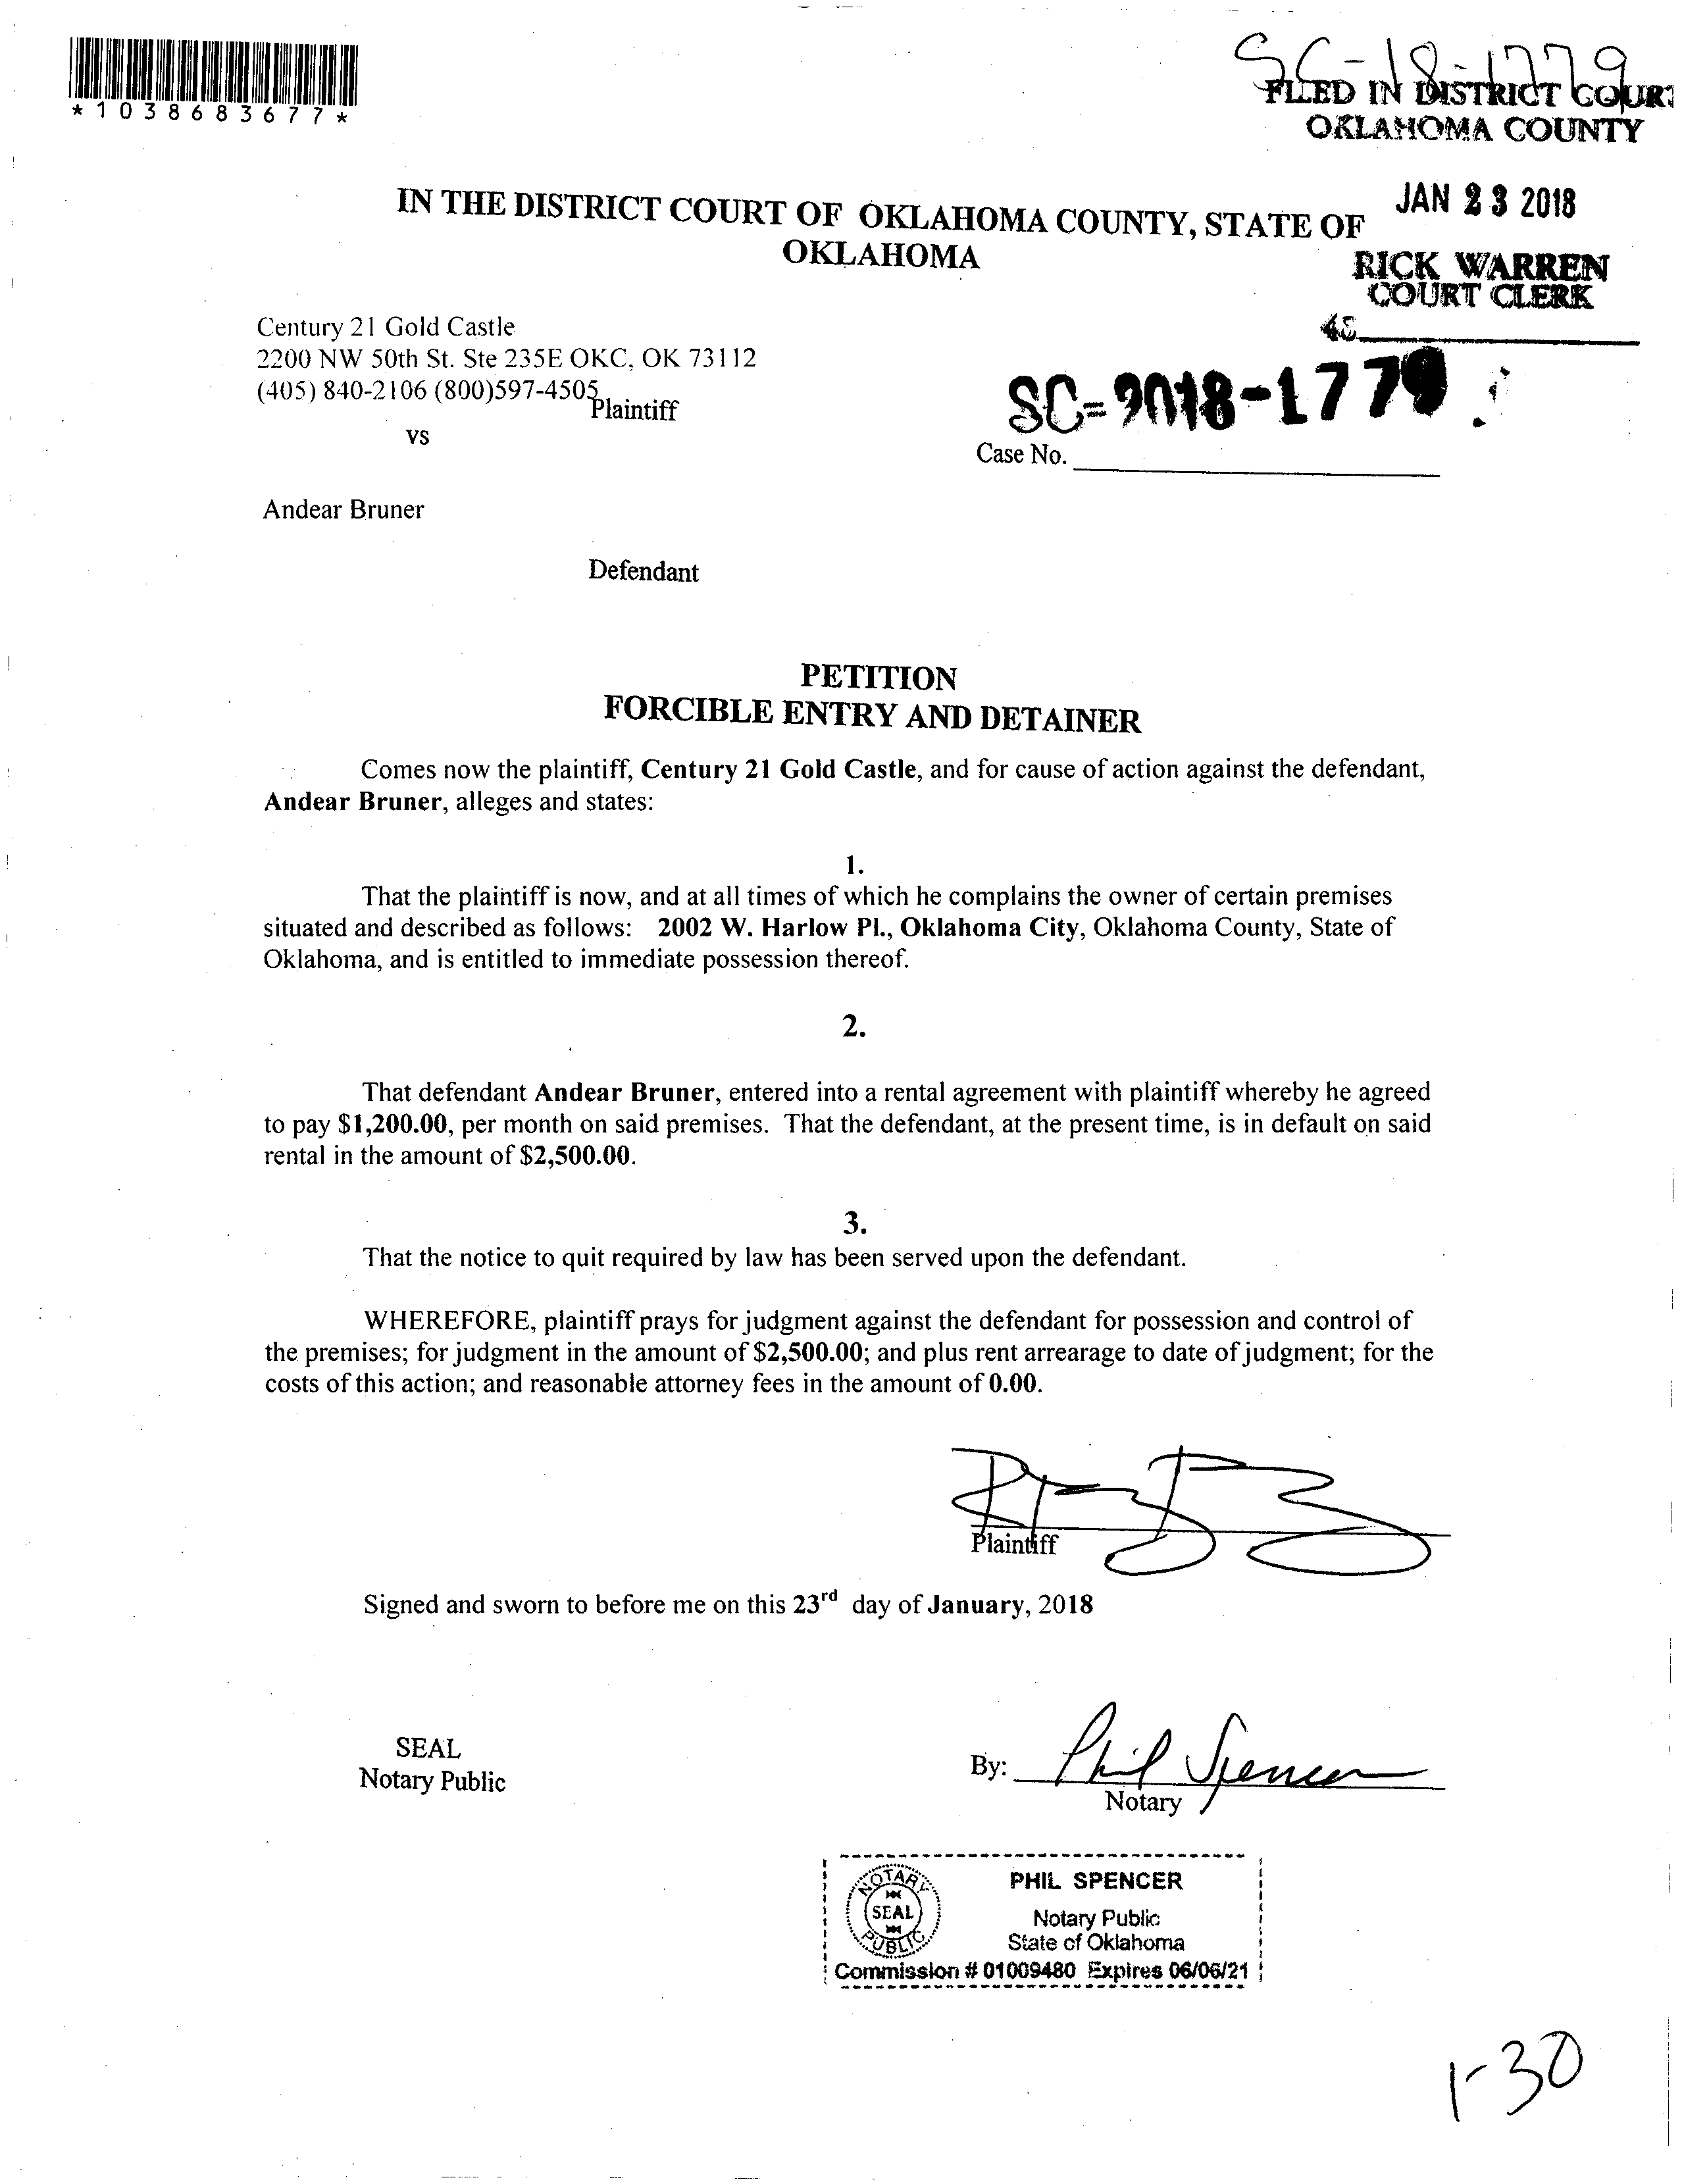 *1038683677*
SC-18-1779
FILED IN DISTRICT COURT
OKLAHOMA COUNTY
JAN 23 2018
RICK WARREN
COURT CLERK
48
IN THE DISTRICT COURT OF OKLAHOMA COUNTY, STATE OF
OKLAHOMA
Century 21 Gold Castle
2200 NW 50th St. Ste 235E OKC, OK 73112
(405) 840-2106 (800)597-4505
Plaintiff
vs
SC-2018-1779
Case No.
Andear Bruner
Defendant
PETITION
FORCIBLE ENTRY AND DETAINER
Comes now the plaintiff, Century 21 Gold Castle, and for cause of action against the defendant,
Andear Bruner, alleges and states:
1.
That the plaintiff is now, and at all times of which he complains the owner of certain premises
situated and described as follows: 2002 W. Harlow Pl., Oklahoma City, Oklahoma County, State of
Oklahoma, and is entitled to immediate possession thereof.
2.
That defendant Andear Bruner, entered into a rental agreement with plaintiff whereby he agreed
to pay $1,200.00, per month on said premises. That the defendant, at the present time, is in default on said
rental in the amount of $2,500.00.
3.
That the notice to quit required by law has been served upon the defendant.
WHEREFORE, plaintiff prays for judgment against the defendant for possession and control of
the premises; for judgment in the amount of $2,500.00; and plus rent arrearage to date of judgment; for the
costs of this action; and reasonable attorney fees in the amount of 0.00.
Plaintiff
Signed and sworn to before me on this 23rd day of January, 2018
SEAL
Notary Public
By: Phil Spencer
Notary
NOTARY
SEAL
PUBLIC
PHIL SPENCER
Notary Public
State of Oklahoma
Commission # 01009480 Expires 06/06/21
1-30